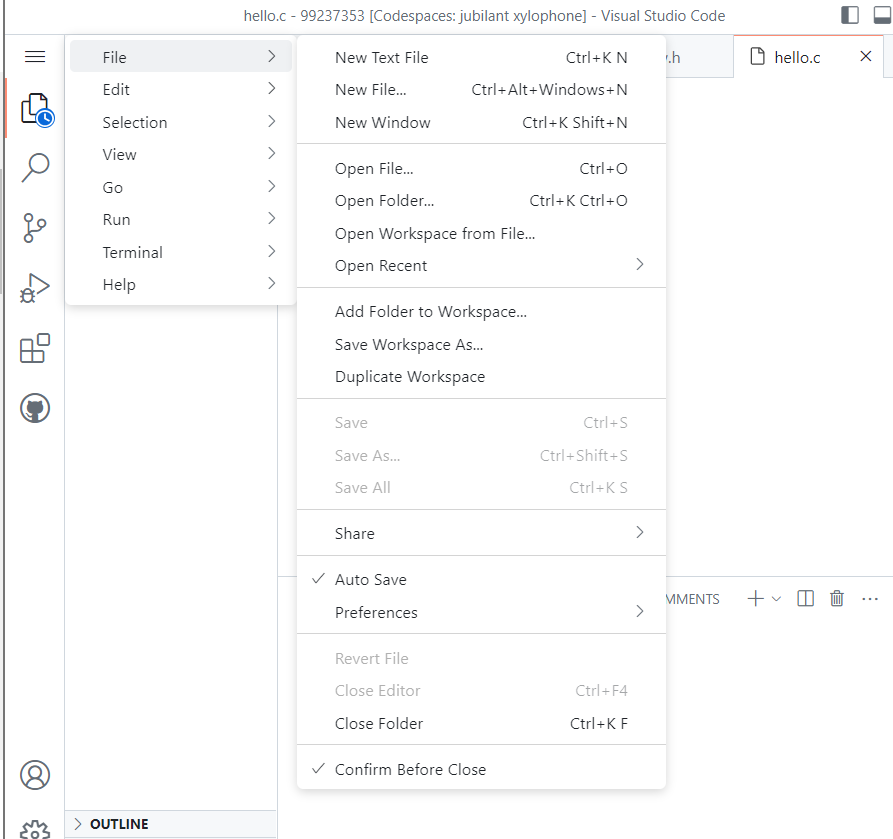 hello.c - 99237353 [Codespaces: jubilant xylophone] - Visual Studio Code
File
Edit
Selection
View
Go
Run
Terminal
Help
New Text File Ctrl+K N
New File... Ctrl+Alt+Windows+N
New Window Ctrl+K Shift+N
Open File... Ctrl+O
Open Folder... Ctrl+K Ctrl+O
Open Workspace from File...
Open Recent
Add Folder to Workspace...
Save Workspace As...
Duplicate Workspace
Save Ctrl+S
Save As... Ctrl+Shift+S
Save All Ctrl+K S
Share
Auto Save
Preferences
Revert File
Close Editor Ctrl+F4
Close Folder Ctrl+K F
Confirm Before Close
.h
hello.c
MMENTS
OUTLINE